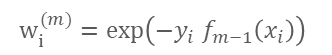 w_i^{(m)} = exp(−y_i f_{m−1}(x_i))